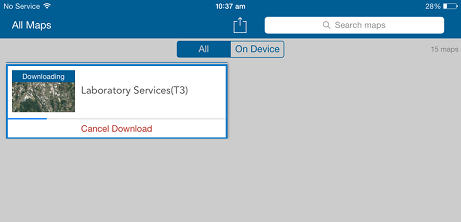 No Service 10:37 am 28%
All Maps Search maps
All On Device 15 maps
Downloading
Laboratory Services(T3)
Cancel Download